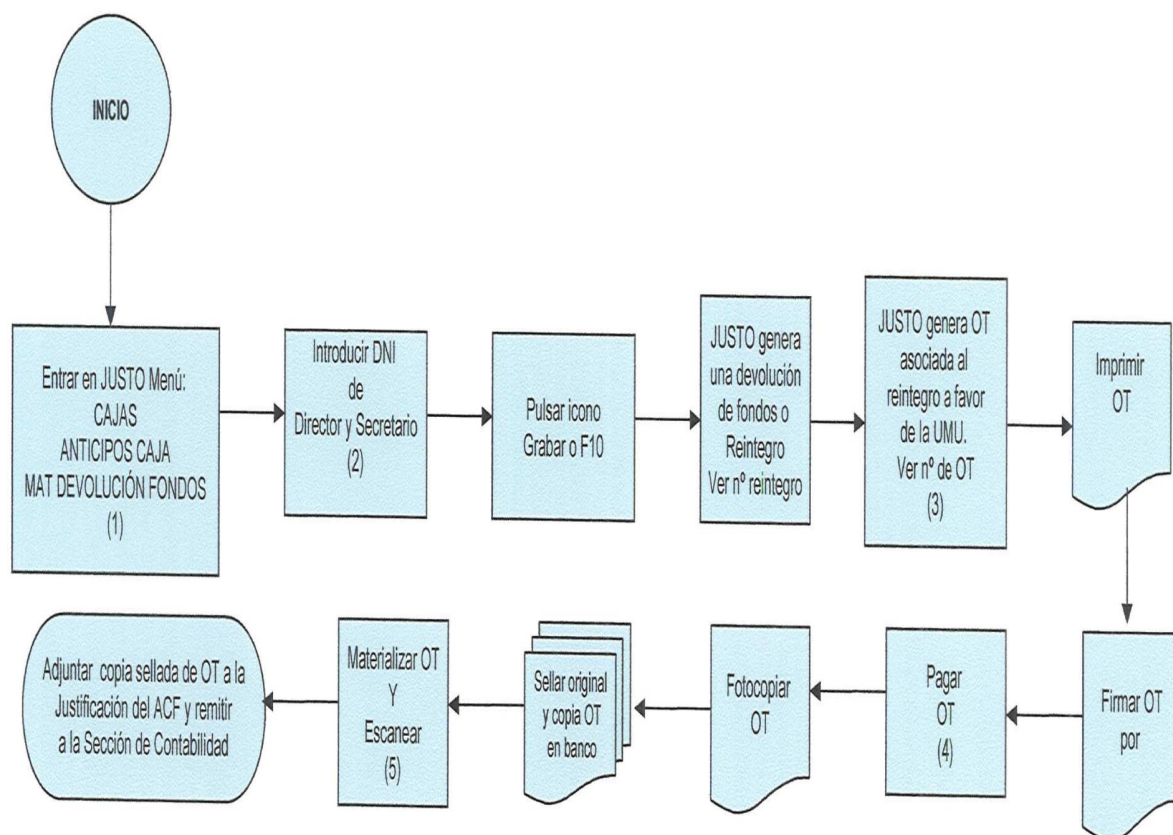 INICIO
Entrar en JUSTO Menú:
CAJAS
ANTICIPOS CAJA
MAT DEVOLUCIÓN FONDOS
(1)
Introducir DNI
de
Director y Secretario
(2)
Pulsar icono
Grabar o F10
JUSTO genera
una devolución
de fondos o
Reintegro
Ver nº reintegro
JUSTO genera OT
asociada al
reintegro a favor
de la UMU.
Ver nº de OT
(3)
Imprimir
OT
Firmar OT
por
Pagar
OT
(4)
Fotocopiar
OT
Sellar original
y copia OT
en banco
Materializar OT
Y
Escanear
(5)
Adjuntar copia sellada de OT a la
Justificación del ACF y remitir
a la Sección de Contabilidad